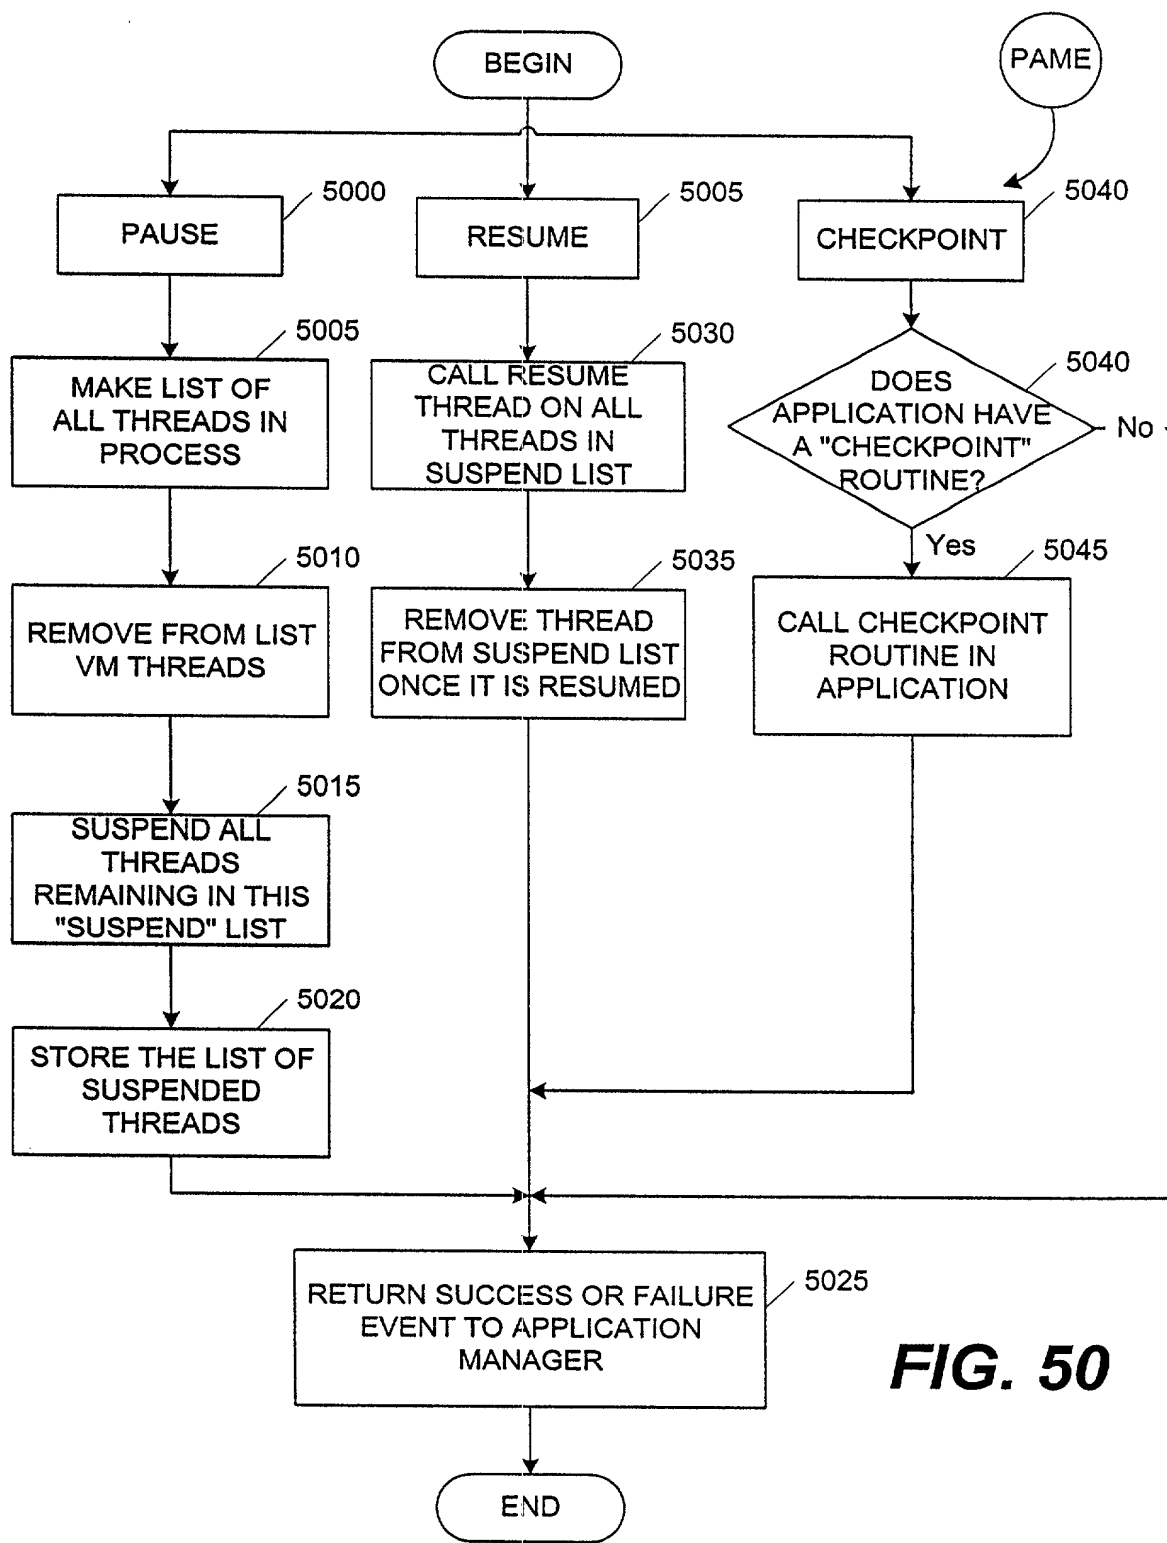 BEGIN
PAME
5000
PAUSE
5005
RESUME
5040
CHECKPOINT
5005
MAKE LIST OF
ALL THREADS IN
PROCESS
5030
CALL RESUME
THREAD ON ALL
THREADS IN
SUSPEND LIST
5040
DOES
APPLICATION HAVE
A "CHECKPOINT"
ROUTINE?
No
Yes
5010
REMOVE FROM LIST
VM THREADS
5035
REMOVE THREAD
FROM SUSPEND LIST
ONCE IT IS RESUMED
5045
CALL CHECKPOINT
ROUTINE IN
APPLICATION
5015
SUSPEND ALL
THREADS
REMAINING IN THIS
"SUSPEND" LIST
5020
STORE THE LIST OF
SUSPENDED
THREADS
5025
RETURN SUCCESS OR FAILURE
EVENT TO APPLICATION
MANAGER
FIG. 50
END